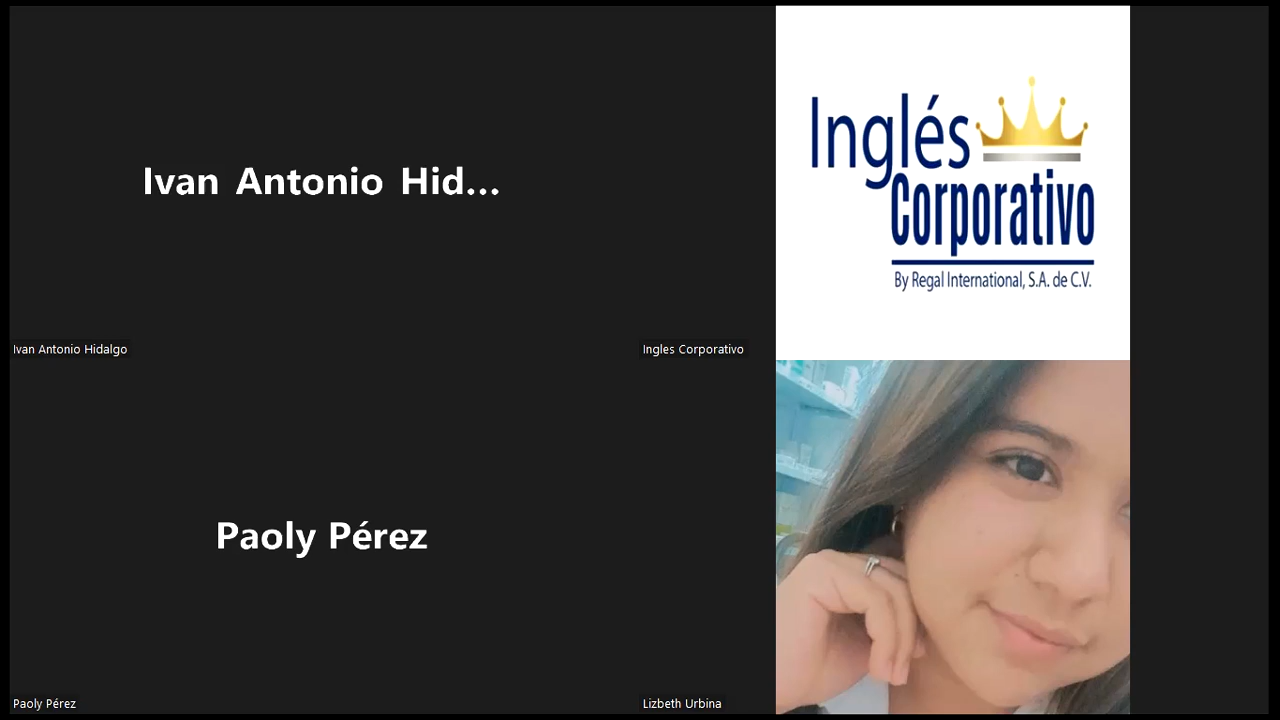 Ivan Antonio Hid...
Inglés
Corporativo
By Regal International, S.A. de C.V.
Ivan Antonio Hidalgo
Ingles Corporativo
Paoly Pérez
Paoly Pérez
Lizbeth Urbina